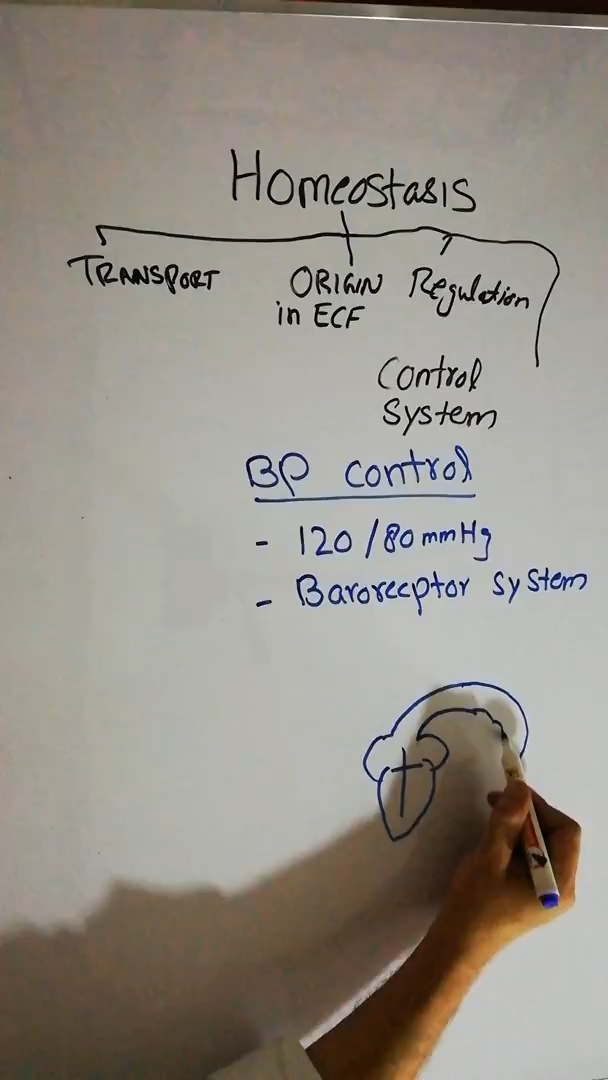 Homeostasis
TRANSPORT
ORIGIN
in ECF
Regulation
Control
System
BP control
- 120/80mmHg
- Baroreceptor system